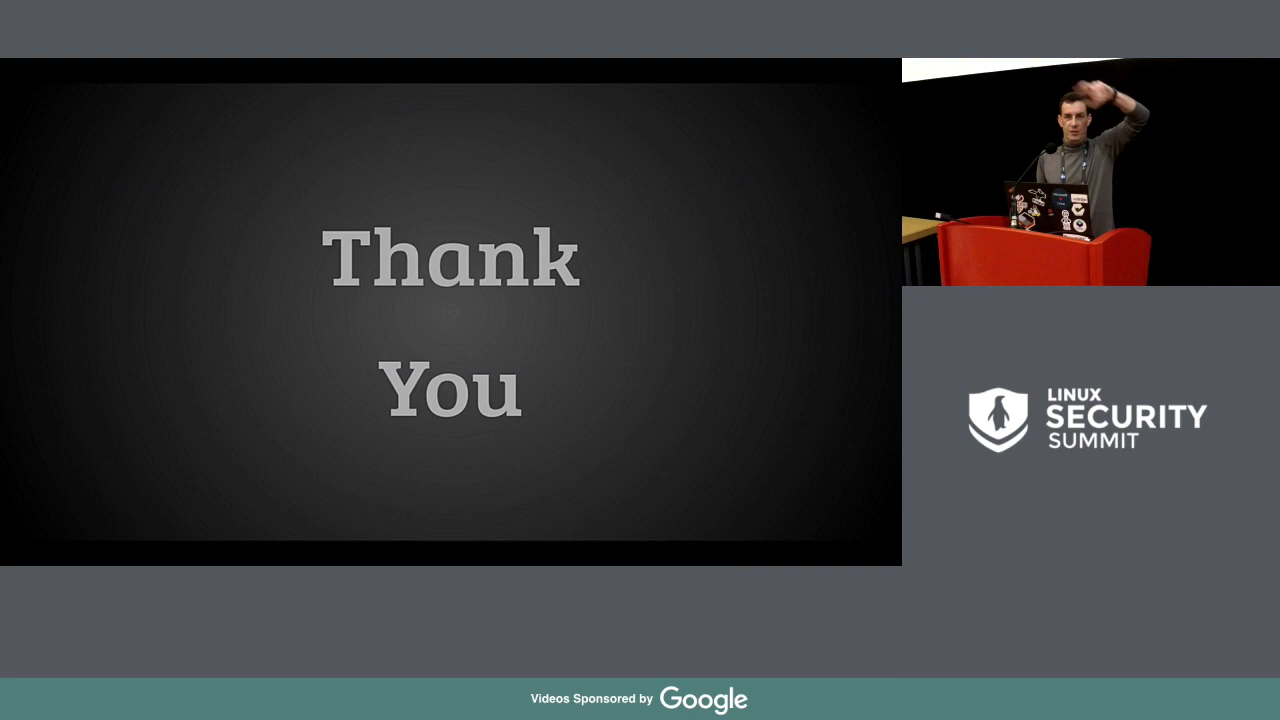 Thank
You
LINUX
SECURITY
SUMMIT
Videos Sponsored by Google